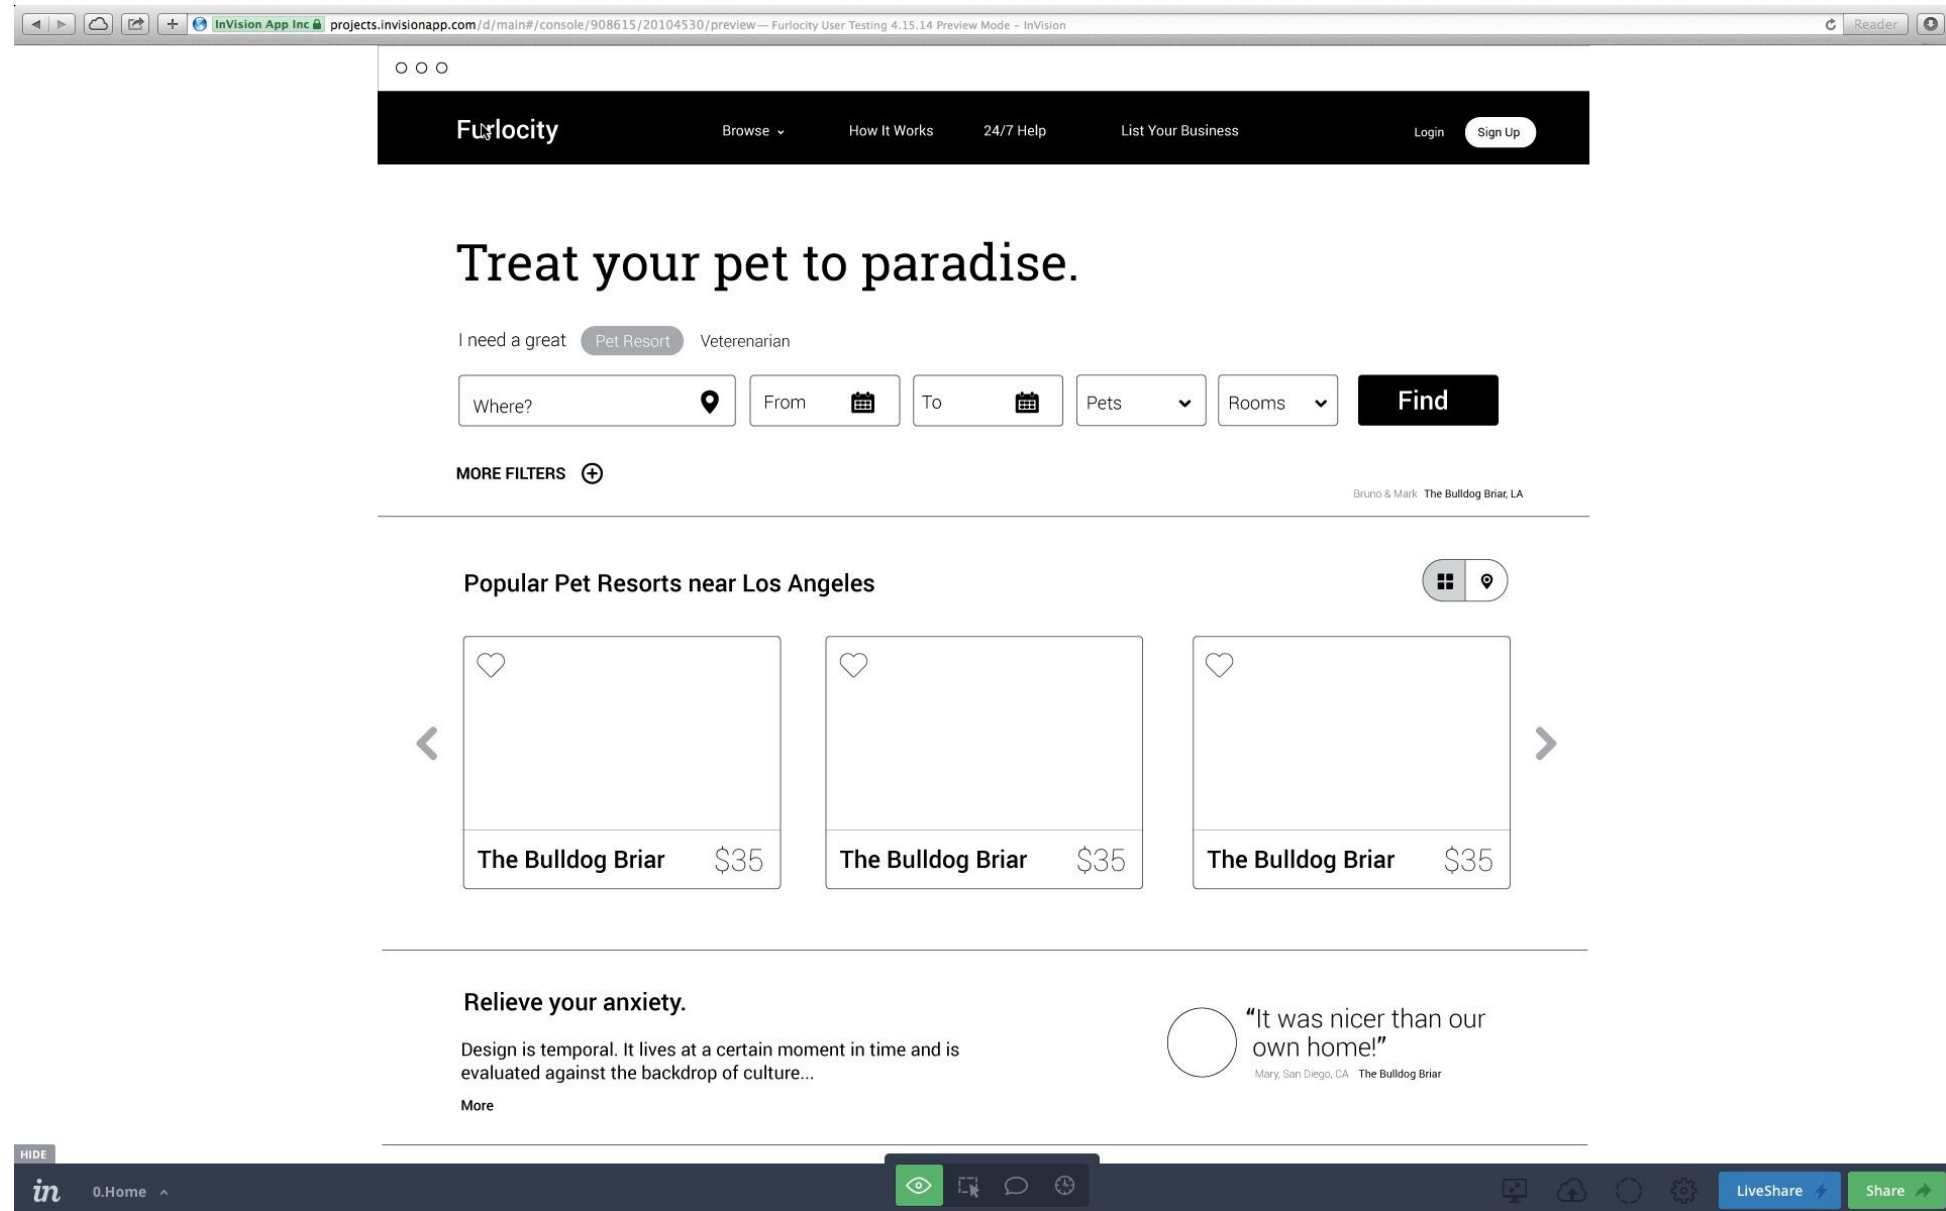 InVision App Inc projects.invisionapp.com/d/main#/console/908615/20104530/preview — Furlocity User Testing 4.15.14 Preview Mode – InVision
Reader
Furlocity
Browse
How It Works
24/7 Help
List Your Business
Login
Sign Up
Treat your pet to paradise.
I need a great Pet Resort Veterenarian
Where?
From
To
Pets
Rooms
Find
MORE FILTERS
Bruno & Mark The Bulldog Briar, LA
Popular Pet Resorts near Los Angeles
The Bulldog Briar $35
The Bulldog Briar $35
The Bulldog Briar $35
Relieve your anxiety.
Design is temporal. It lives at a certain moment in time and is
evaluated against the backdrop of culture...
More
“It was nicer than our
own home!”
Mary, San Diego, CA The Bulldog Briar
HIDE
in
0.Home
LiveShare
Share